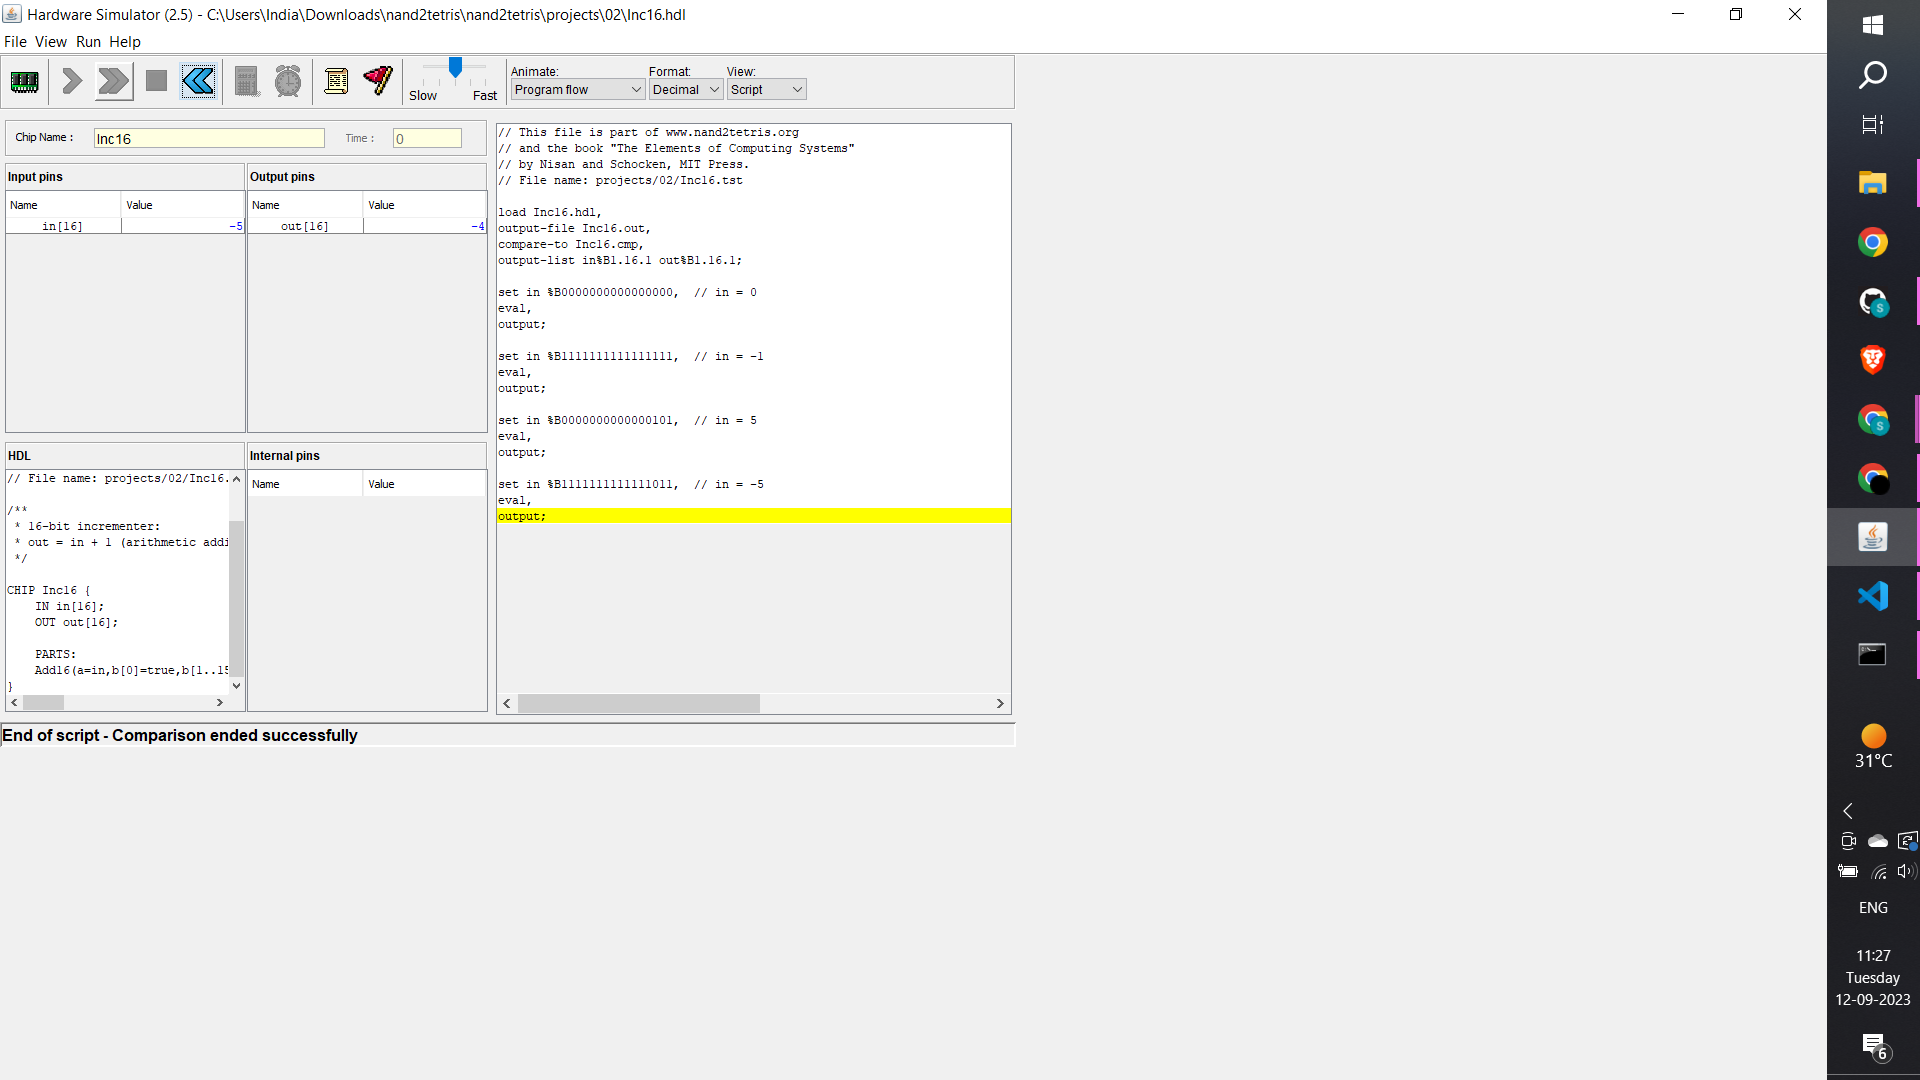 Hardware Simulator (2.5) - C:\Users\India\Downloads\nand2tetris\nand2tetris\projects\02\Inc16.hdl
File View Run Help
Slow Fast
Animate: Format: View:
Program flow Decimal Script
Chip Name : Inc16 Time : 0
Input pins Output pins
Name Value Name Value
in[16] -5 out[16] -4
HDL Internal pins
Name Value
// File name: projects/02/Inc16.
/**
* 16-bit incrementer:
* out = in + 1 (arithmetic addi
*/
CHIP Inc16 {
IN in[16];
OUT out[16];
PARTS:
Add16(a=in,b[0]=true,b[1..15
}
// This file is part of www.nand2tetris.org
// and the book "The Elements of Computing Systems"
// by Nisan and Schocken, MIT Press.
// File name: projects/02/Inc16.tst
load Inc16.hdl,
output-file Inc16.out,
compare-to Inc16.cmp,
output-list in%B1.16.1 out%B1.16.1;
set in %B0000000000000000,  // in = 0
eval,
output;
set in %B1111111111111111,  // in = -1
eval,
output;
set in %B0000000000000101,  // in = 5
eval,
output;
set in %B1111111111111011,  // in = -5
eval,
output;
End of script - Comparison ended successfully
S
S
31°C
ENG
11:27
Tuesday
12-09-2023
6